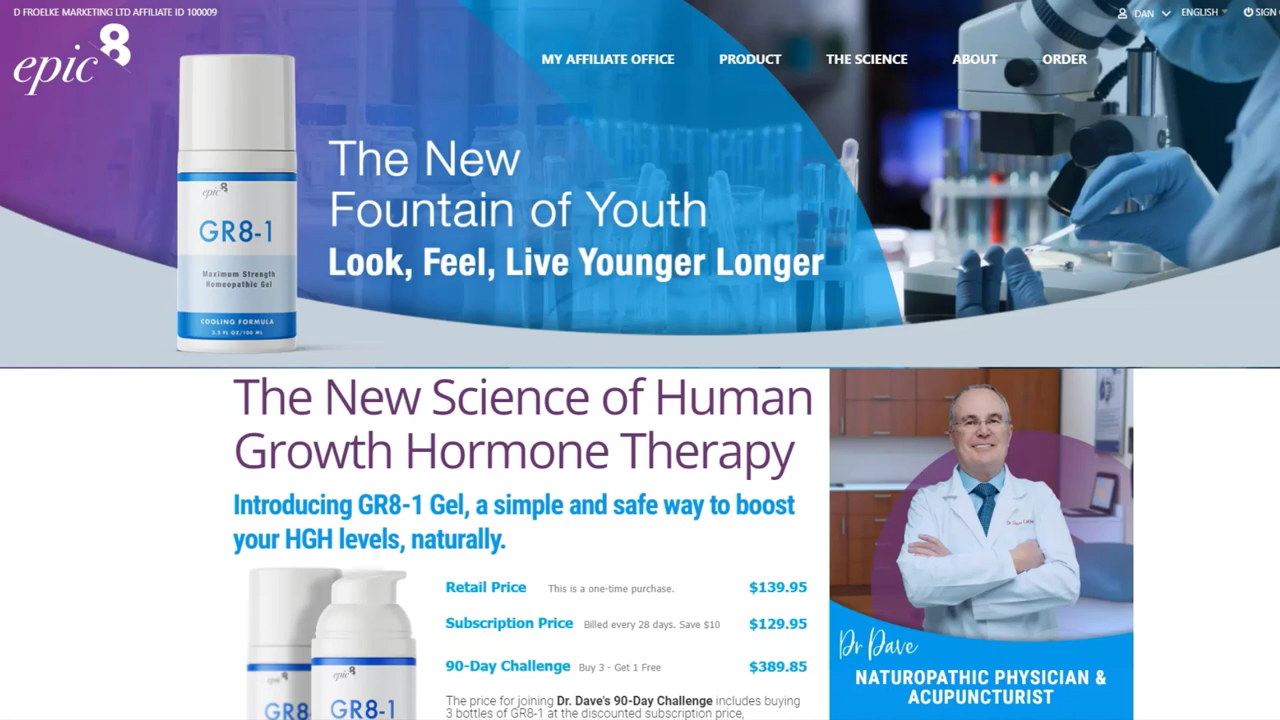 D FROELKE MARKETING LTD AFFILIATE ID 100009
DAN
ENGLISH
SIGN
epic 8
MY AFFILIATE OFFICE
PRODUCT
THE SCIENCE
ABOUT
ORDER
The New
Fountain of Youth
Look, Feel, Live Younger Longer
epic 8
GR8-1
Maximum Strength
Homeopathic Gel
COOLING FORMULA
3.3 FL OZ/100 ML
The New Science of Human
Growth Hormone Therapy
Introducing GR8-1 Gel, a simple and safe way to boost
your HGH levels, naturally.
Retail Price This is a one-time purchase. $139.95
Subscription Price Billed every 28 days. Save $10 $129.95
90-Day Challenge Buy 3 - Get 1 Free $389.85
The price for joining Dr. Dave's 90-Day Challenge includes buying
3 bottles of GR8-1 at the discounted subscription price,
epic 8
GR8
epic 8
GR8-1
Dr Dave
NATUROPATHIC PHYSICIAN &
ACUPUNCTURIST